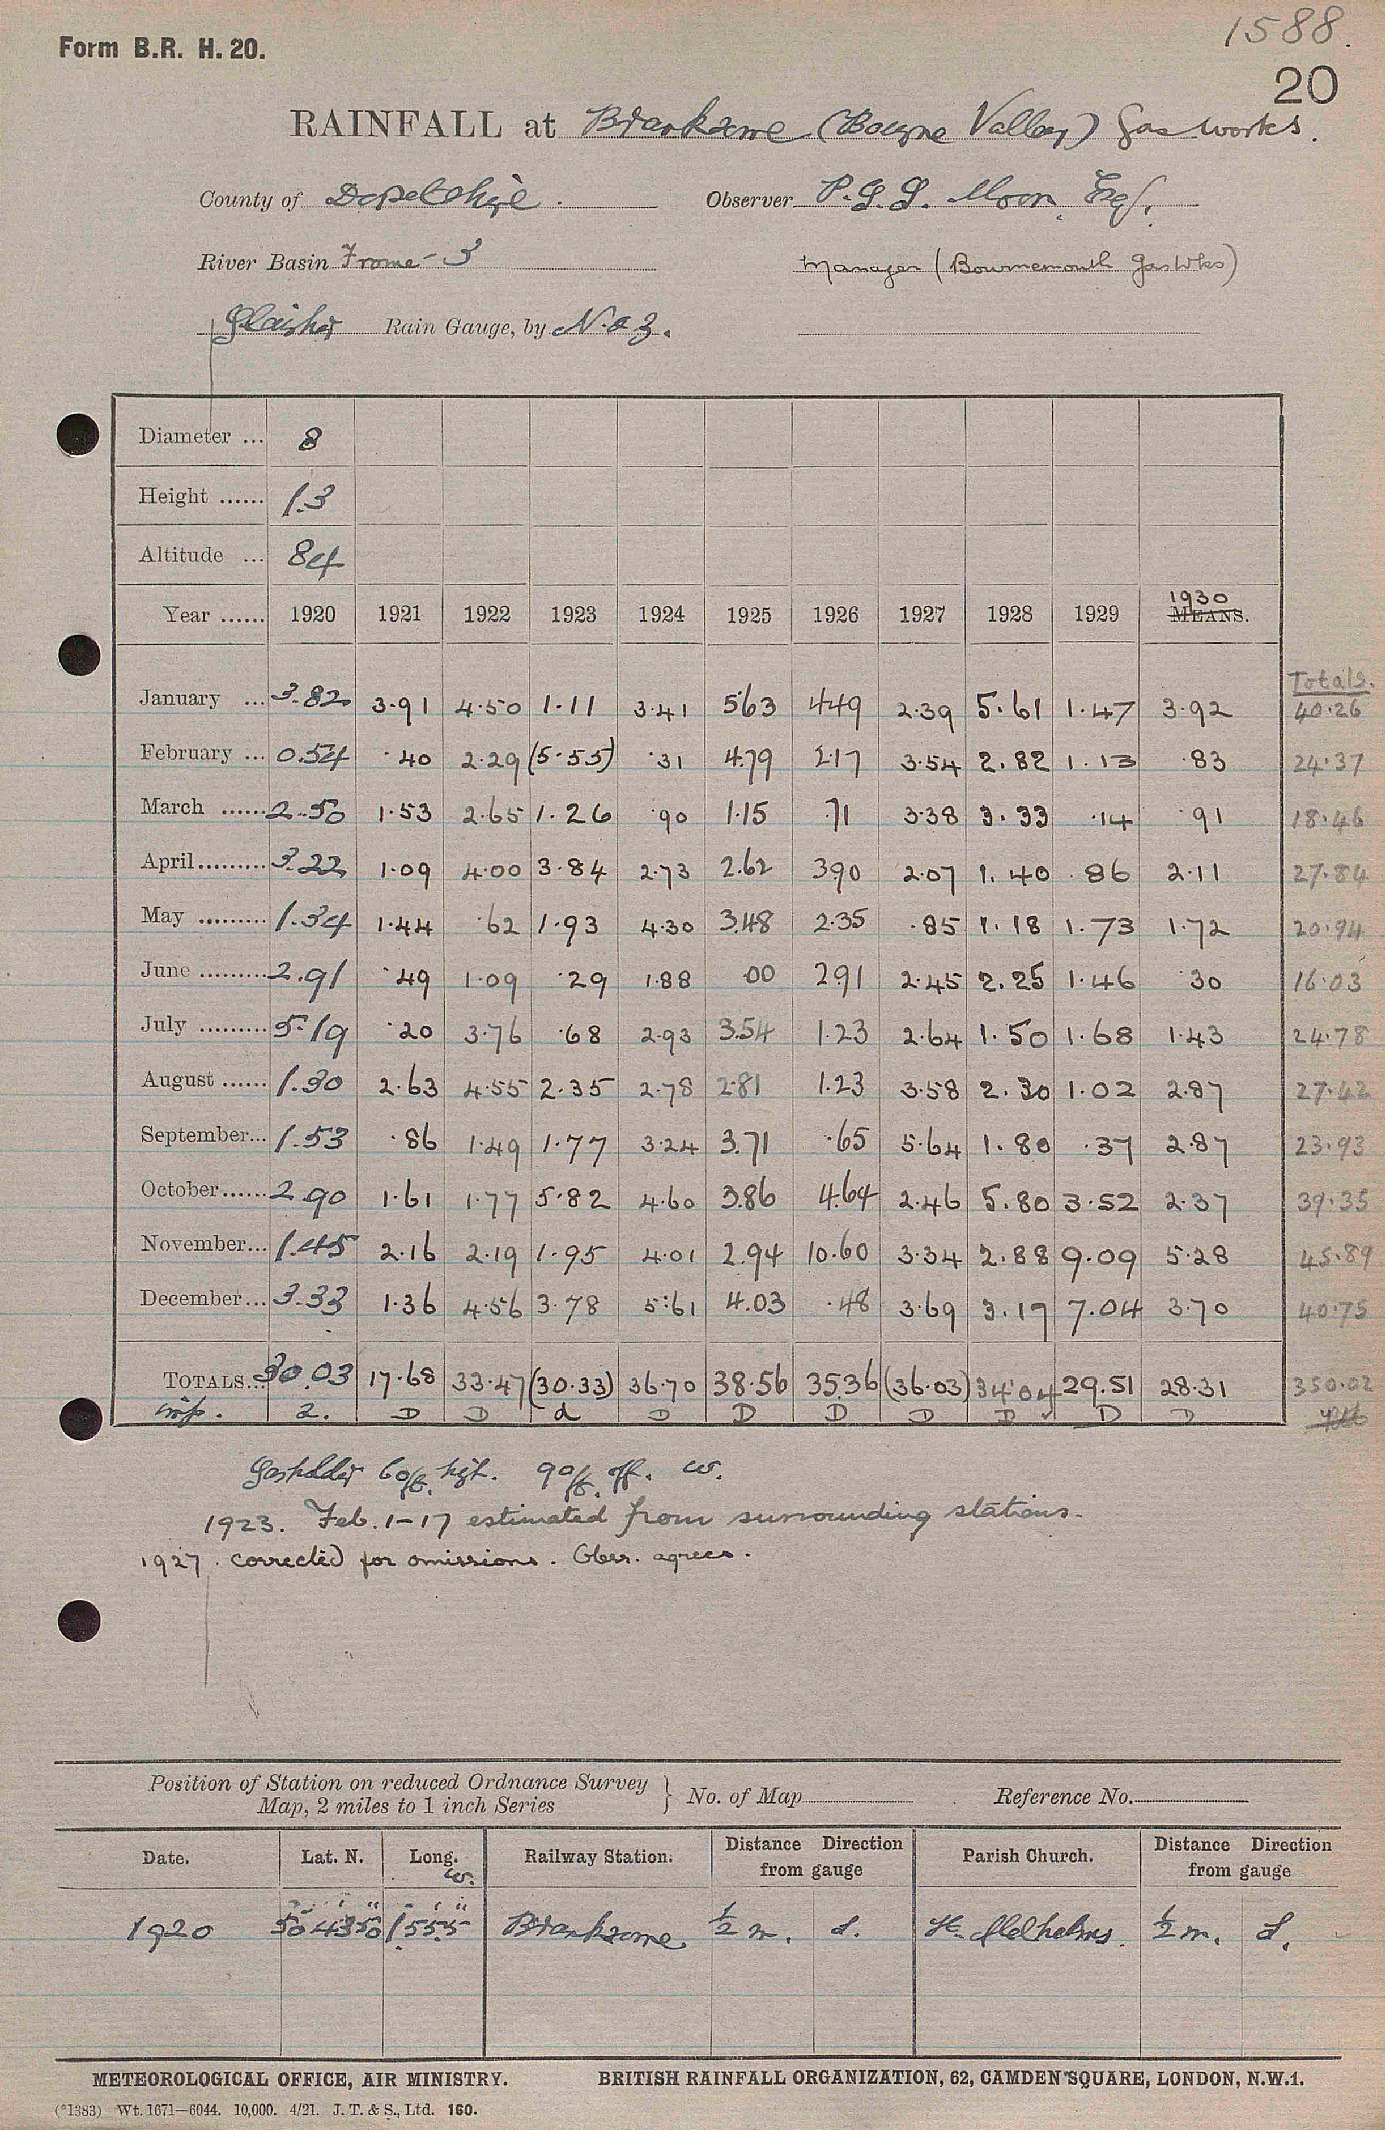 1588.
Form B.R. H. 20.
20
RAINFALL at Branksome (Bourne Valley) Gas Works.
County of Dorsetshire. Observer P. G. G. Moon Esq.
River Basin Frome - 3 Manager (Bournemouth Gas Wks)
Glaisher Rain Gauge, by N. & Z.
Diameter ... 8
Height ...... 1.3
Altitude ... 84
Year ...... 1920 1921 1922 1923 1924 1925 1926 1927 1928 1929 1930 MEANS.
Totals.
January ... 3.82 3.91 4.50 1.11 3.41 5.63 4.49 2.39 5.61 1.47 3.92 40.26
February ... 0.54 .40 2.29 (5.55) .31 4.79 2.17 3.54 2.82 1.13 .83 24.37
March ...... 2.50 1.53 2.65 1.26 .90 1.15 .71 3.38 3.33 .14 .91 18.46
April ......... 3.22 1.09 4.00 3.84 2.73 2.62 3.90 2.07 1.40 .86 2.11 27.84
May ......... 1.34 1.44 .62 1.93 4.30 3.48 2.35 .85 1.18 1.73 1.72 20.94
June ......... 2.91 .49 1.09 .29 1.88 .00 2.91 2.45 2.25 1.46 .30 16.03
July ......... 5.19 .20 3.76 .68 2.93 3.54 1.23 2.64 1.50 1.68 1.43 24.78
August ...... 1.30 2.63 4.55 2.35 2.78 2.81 1.23 3.58 2.30 1.02 2.87 27.42
September... 1.53 .86 1.49 1.77 3.24 3.71 .65 5.64 1.80 .37 2.87 23.93
October...... 2.90 1.61 1.77 5.82 4.60 3.86 4.64 2.46 5.80 3.52 2.37 39.35
November... 1.45 2.16 2.19 1.95 4.01 2.94 10.60 3.34 2.88 9.09 5.28 45.89
December... 3.33 1.36 4.56 3.78 5.61 4.03 .48 3.69 3.17 7.04 3.70 40.75
TOTALS... 30.03 17.68 33.47 (30.33) 36.70 38.56 35.36 (36.03) 34.04 29.51 28.31 350.02
2. D D d D D D D D D D
Gasholder 60 ft. high. 90 ft. off. W.
1923. Feb. 1-17 estimated from surrounding stations.
1927. corrected for omissions. Obsr. agrees.
Position of Station on reduced Ordnance Survey Map, 2 miles to 1 inch Series } No. of Map Reference No.
Date. Lat. N. Long. W. Railway Station. Distance Direction from gauge Parish Church. Distance Direction from gauge
1920 50° 43' 50" 1° 55' 5" Branksome ½ m. S. St. Aldhelms. ½ m. S.
METEOROLOGICAL OFFICE, AIR MINISTRY. BRITISH RAINFALL ORGANIZATION, 62, CAMDEN SQUARE, LONDON, N.W.1.
(*1383) Wt. 1671—6044. 10,000. 4/21. J. T. & S., Ltd. 160.